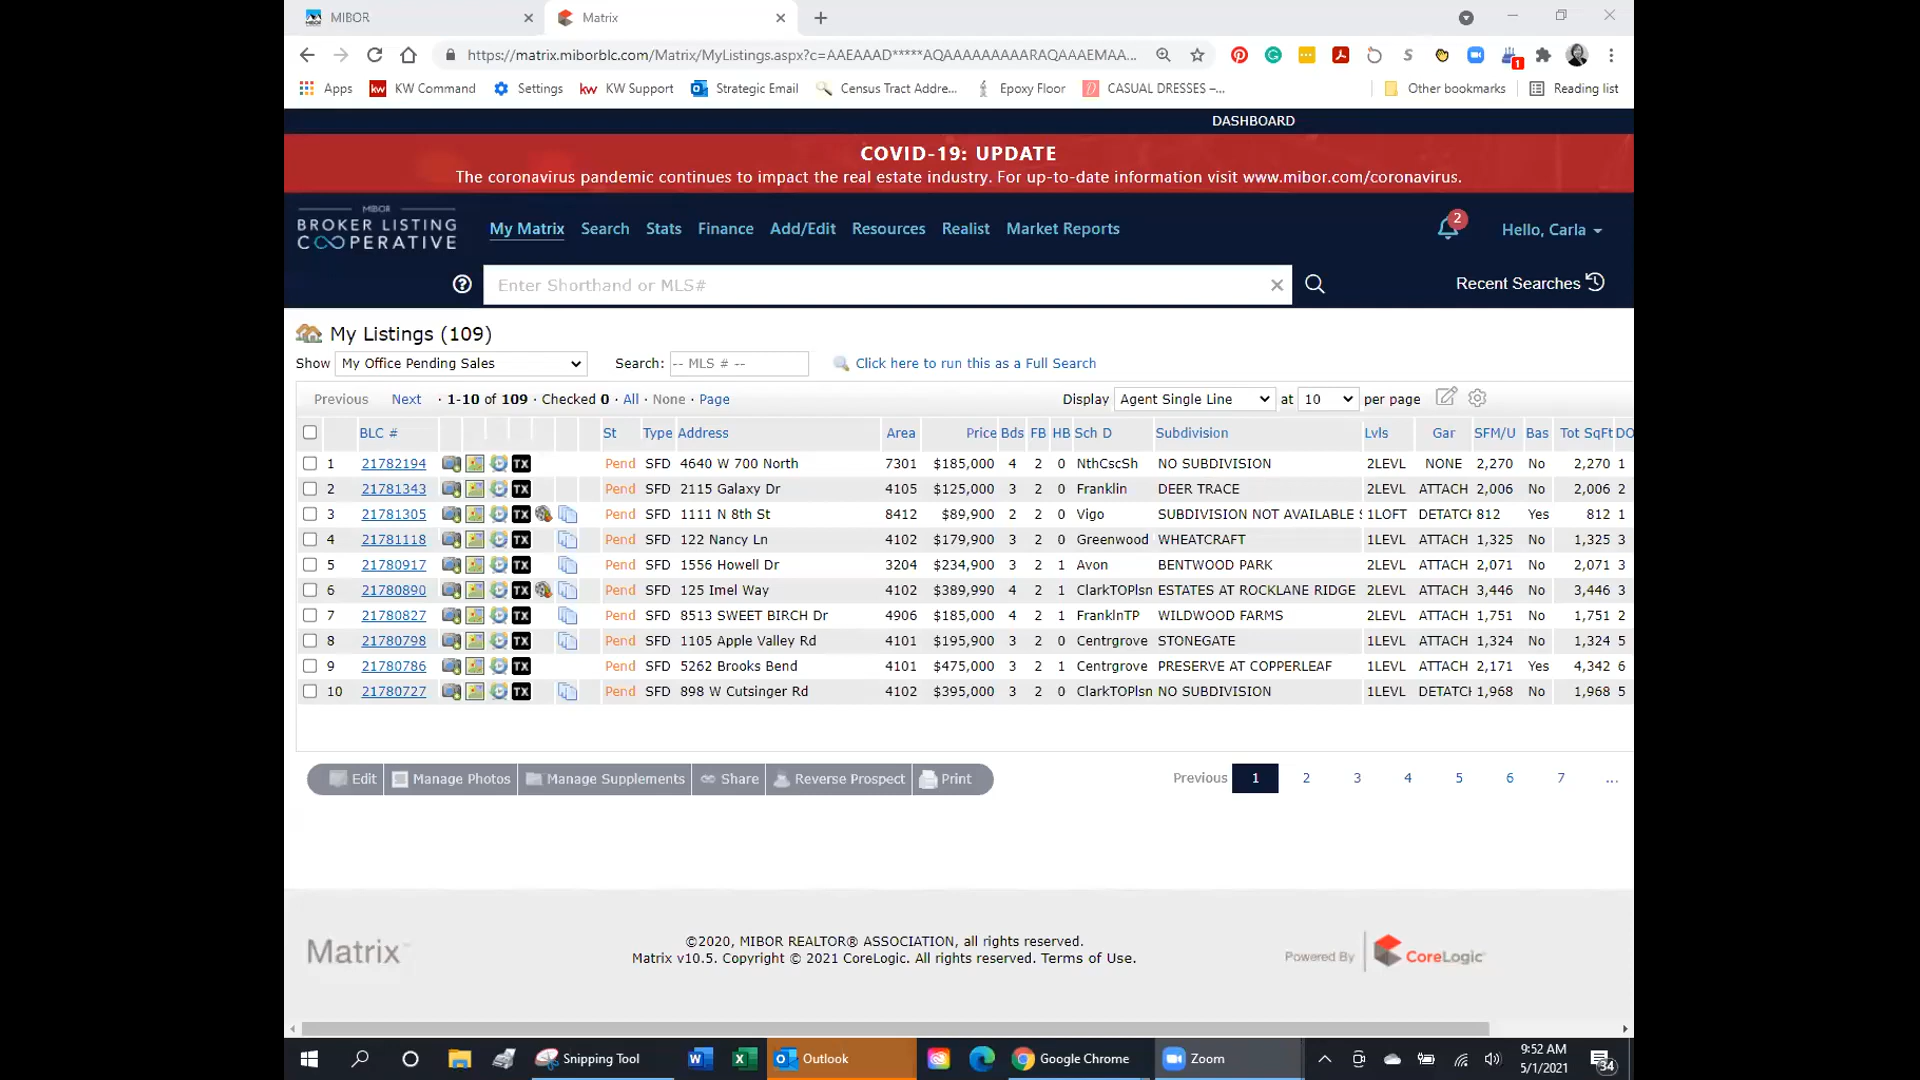 MIBOR
Matrix
https://matrix.miborblc.com/Matrix/MyListings.aspx?c=AAEAAAD*****AQAAAAAAAAARAQAAAEMAA...
1
Apps KW Command Settings KW Support Strategic Email Census Tract Addre... Epoxy Floor CASUAL DRESSES –... Other bookmarks Reading list
DASHBOARD
COVID-19: UPDATE
The coronavirus pandemic continues to impact the real estate industry. For up-to-date information visit www.mibor.com/coronavirus.
MIBOR
BROKER LISTING
COOPERATIVE
My Matrix Search Stats Finance Add/Edit Resources Realist Market Reports
2
Hello, Carla
Enter Shorthand or MLS#
Recent Searches
My Listings (109)
Show My Office Pending Sales Search: -- MLS # -- Click here to run this as a Full Search
Previous Next · 1-10 of 109 · Checked 0 · All · None · Page Display Agent Single Line at 10 per page
BLC # St Type Address Area Price Bds FB HB Sch D Subdivision Lvls Gar SFM/U Bas Tot SqFt DO
1 21782194 TX Pend SFD 4640 W 700 North 7301 $185,000 4 2 0 NthCscSh NO SUBDIVISION 2LEVL NONE 2,270 No 2,270 1
2 21781343 TX Pend SFD 2115 Galaxy Dr 4105 $125,000 3 2 0 Franklin DEER TRACE 2LEVL ATTACH 2,006 No 2,006 2
3 21781305 TX Pend SFD 1111 N 8th St 8412 $89,900 2 2 0 Vigo SUBDIVISION NOT AVAILABLE S 1LOFT DETATCH 812 Yes 812 1
4 21781118 TX Pend SFD 122 Nancy Ln 4102 $179,900 3 2 0 Greenwood WHEATCRAFT 1LEVL ATTACH 1,325 No 1,325 3
5 21780917 TX Pend SFD 1556 Howell Dr 3204 $234,900 3 2 1 Avon BENTWOOD PARK 2LEVL ATTACH 2,071 No 2,071 3
6 21780890 TX Pend SFD 125 Imel Way 4102 $389,990 4 2 1 ClarkTOPlsn ESTATES AT ROCKLANE RIDGE 2LEVL ATTACH 3,446 No 3,446 3
7 21780827 TX Pend SFD 8513 SWEET BIRCH Dr 4906 $185,000 4 2 1 FranklnTP WILDWOOD FARMS 2LEVL ATTACH 1,751 No 1,751 2
8 21780798 TX Pend SFD 1105 Apple Valley Rd 4101 $195,900 3 2 0 Centrgrove STONEGATE 1LEVL ATTACH 1,324 No 1,324 5
9 21780786 TX Pend SFD 5262 Brooks Bend 4101 $475,000 3 2 1 Centrgrove PRESERVE AT COPPERLEAF 1LEVL ATTACH 2,171 Yes 4,342 6
10 21780727 TX Pend SFD 898 W Cutsinger Rd 4102 $395,000 3 2 0 ClarkTOPlsn NO SUBDIVISION 1LEVL DETATCH 1,968 No 1,968 5
Edit Manage Photos Manage Supplements Share Reverse Prospect Print Previous 1 2 3 4 5 6 7 ...
Matrix
©2020, MIBOR REALTOR® ASSOCIATION, all rights reserved.
Matrix v10.5. Copyright © 2021 CoreLogic. All rights reserved. Terms of Use.
Powered By CoreLogic
Snipping Tool Outlook Google Chrome Zoom
9:52 AM
5/1/2021
34